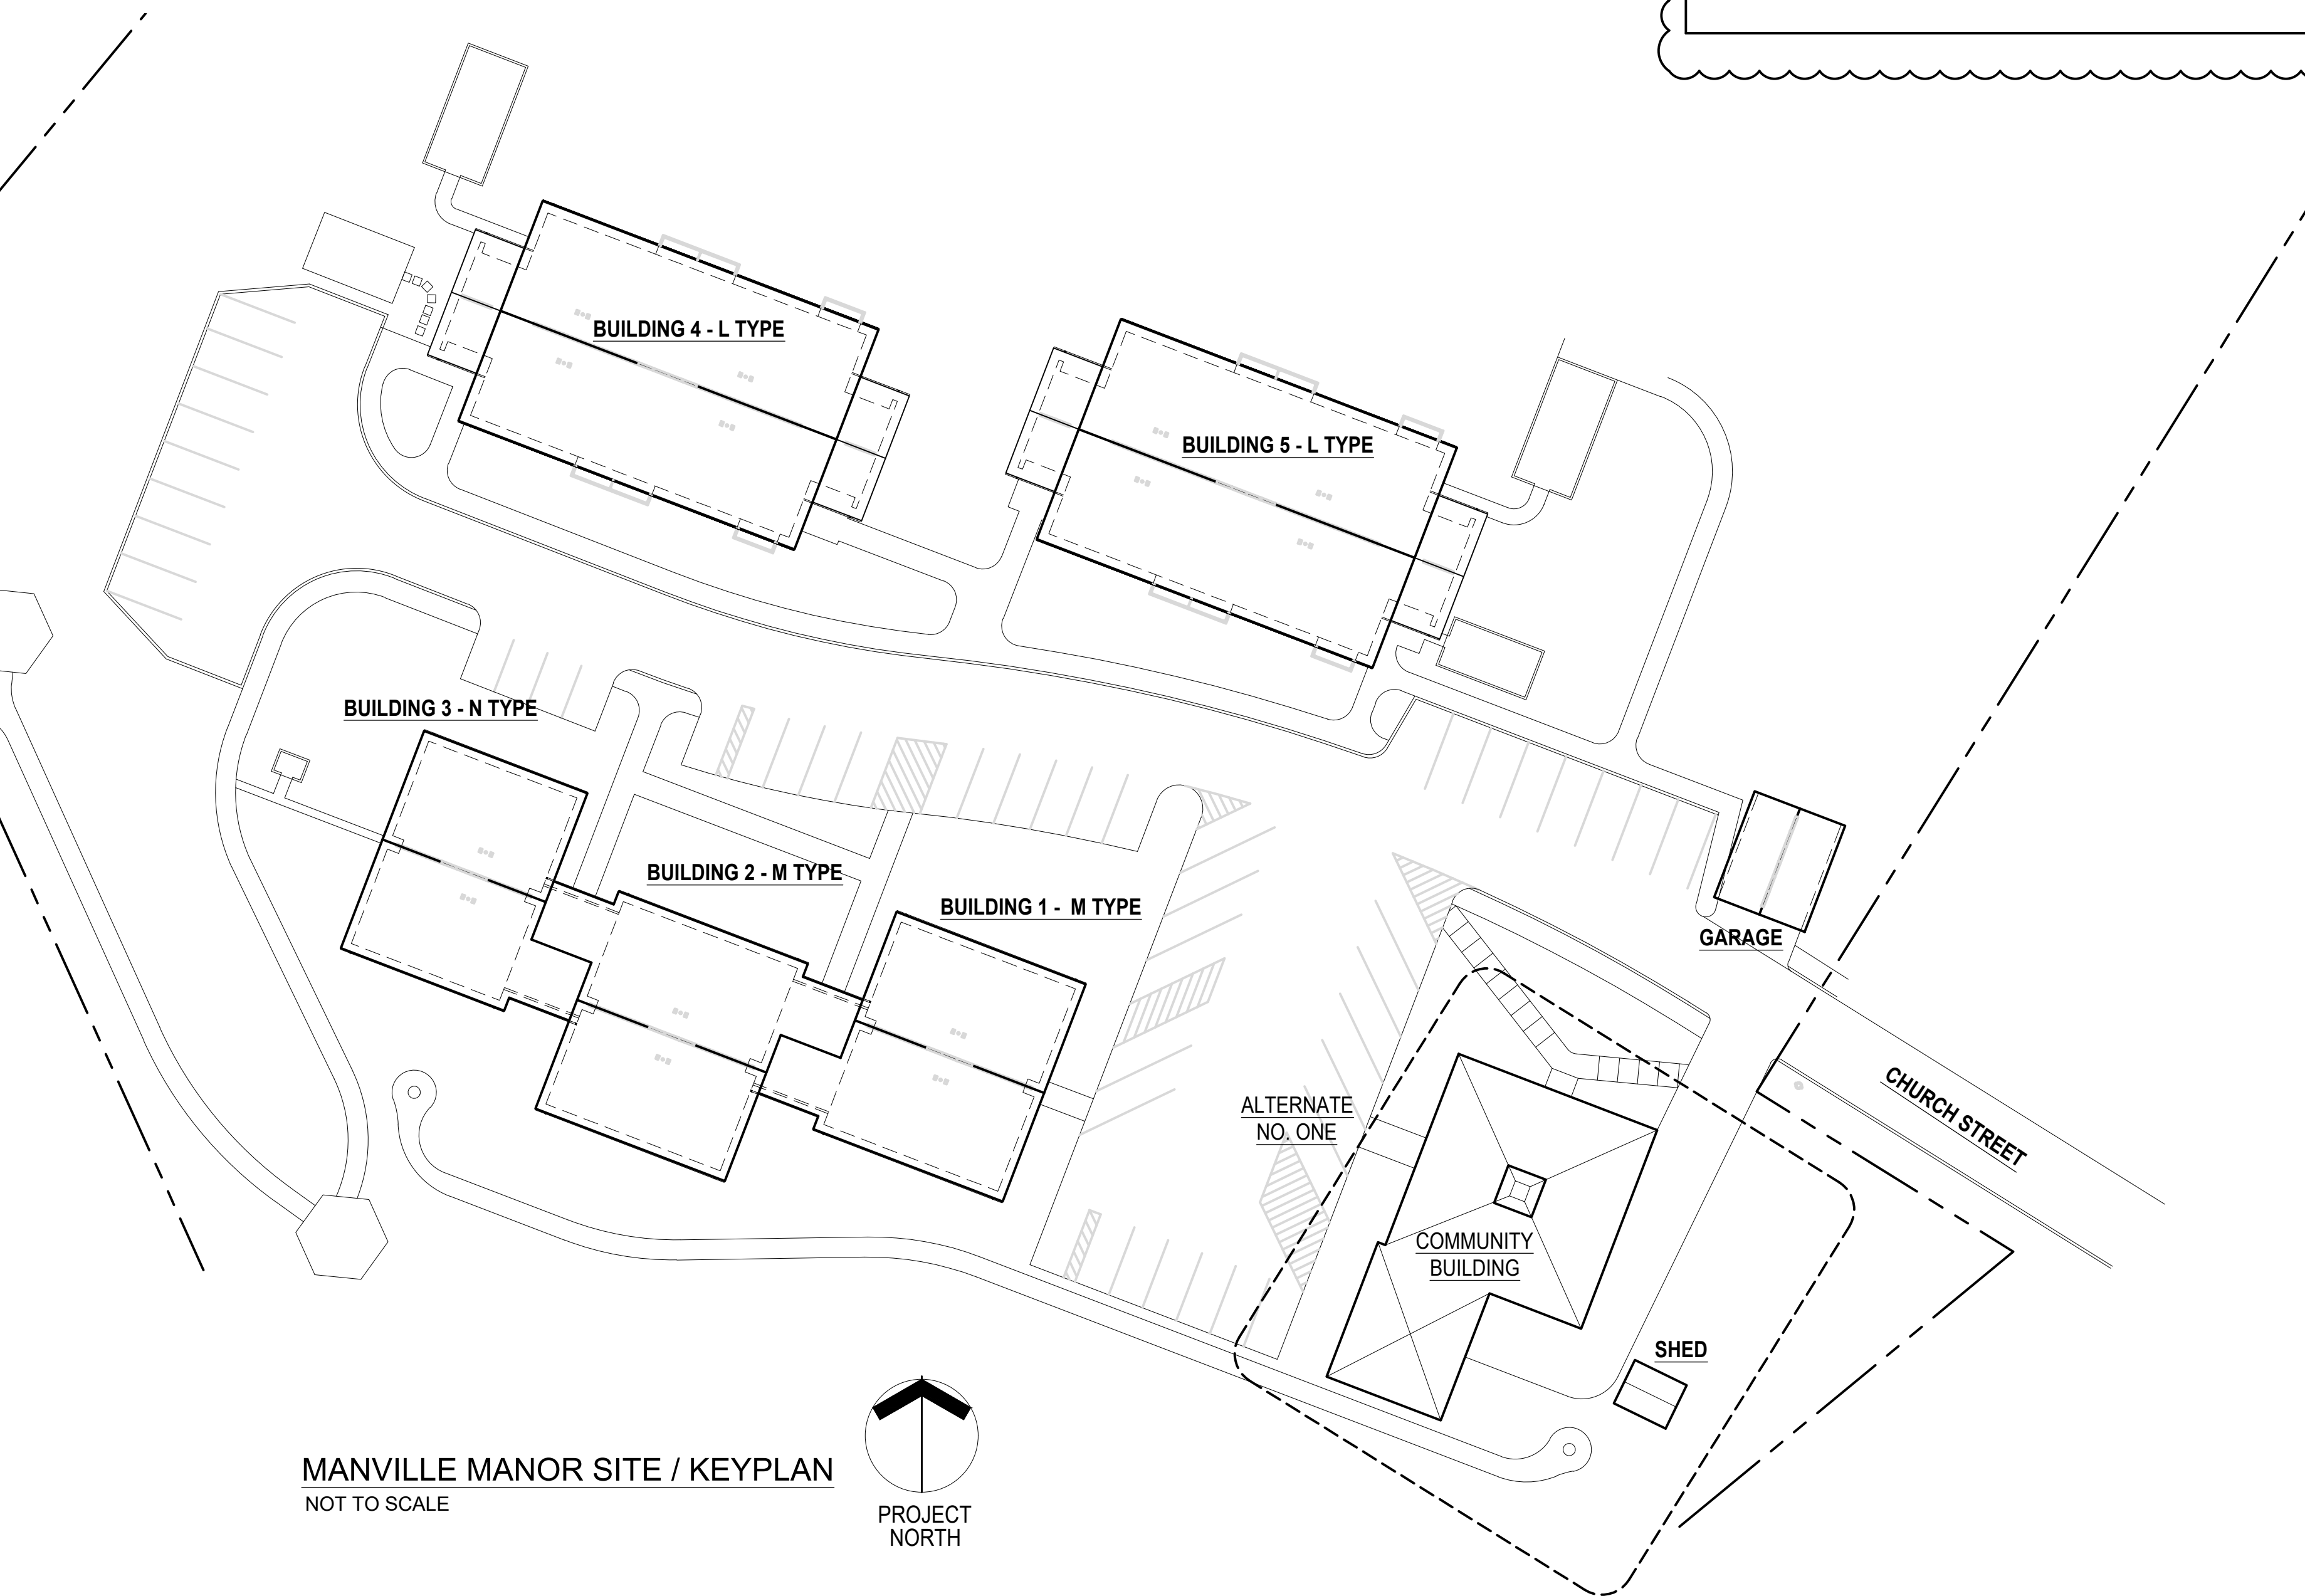 BUILDING 4 - L TYPE
BUILDING 5 - L TYPE
BUILDING 3 - N TYPE
BUILDING 2 - M TYPE
BUILDING 1 - M TYPE
GARAGE
CHURCH STREET
ALTERNATE
NO. ONE
COMMUNITY
BUILDING
SHED
MANVILLE MANOR SITE / KEYPLAN
NOT TO SCALE
PROJECT
NORTH